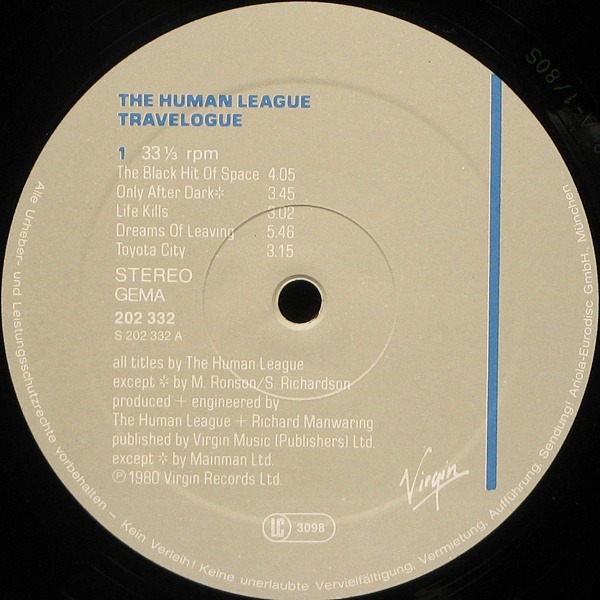 THE HUMAN LEAGUE
TRAVELOGUE
1 33⅓ rpm
The Black Hit Of Space 4.05
Only After Dark✻ 3.45
Life Kills 3.02
Dreams Of Leaving 5.46
Toyota City 3.15
STEREO
GEMA
202 332
S 202 332 A
all titles by The Human League
except ✻ by M. Ronson/S. Richardson
produced + engineered by
The Human League + Richard Manwaring
published by Virgin Music (Publishers) Ltd.
except ✻ by Mainman Ltd.
℗ 1980 Virgin Records Ltd.
Virgin
LC 3098
Alle Urheber- und Leistungsschutzrechte vorbehalten – Kein Verleih! Keine unerlaubte Vervielfältigung, Vermietung, Aufführung, Sendung! Ariola-Eurodisc GmbH., München
A-1/80S